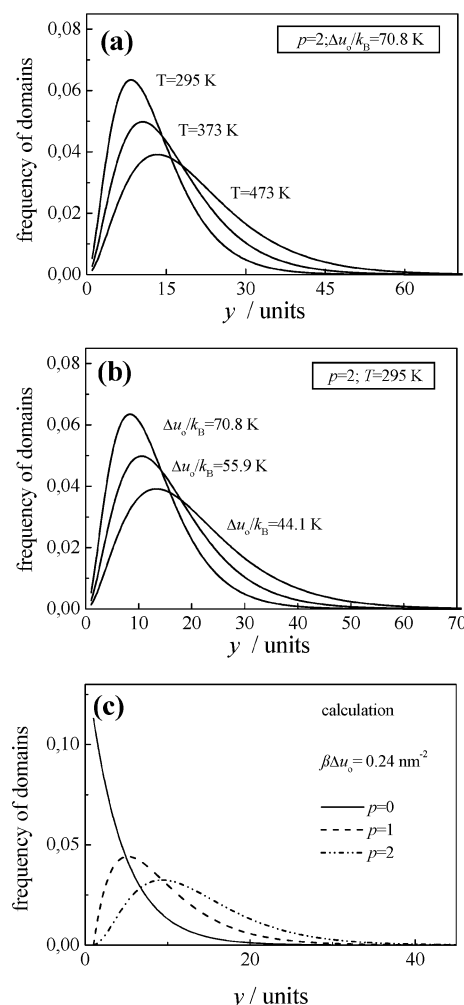 (a)
p=2;Δuo/kB=70.8 K
0,08
0,06
0,04
0,02
0,00
T=295 K
T=373 K
T=473 K
0
15
30
45
60
frequency of domains
y / units
(b)
p=2; T=295 K
0,08
0,06
0,04
0,02
0,00
Δuo/kB=70.8 K
Δuo/kB=55.9 K
Δuo/kB=44.1 K
0
10
20
30
40
50
60
70
frequency of domains
y / units
(c)
calculation
βΔuo= 0.24 nm-2
p=0
p=1
p=2
0,10
0,05
0,00
0
20
40
frequency of domains
y / units